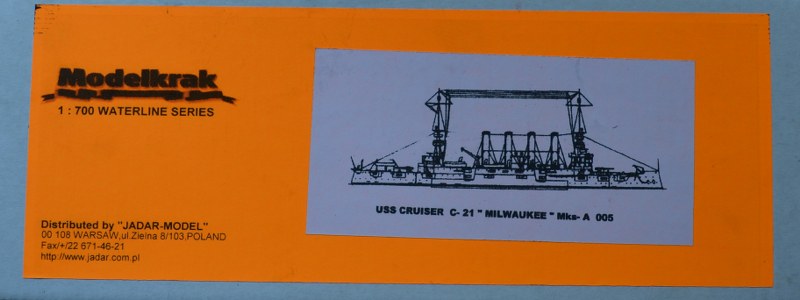 Modelkrak
1 : 700 WATERLINE SERIES
USS CRUISER C- 21 " MILWAUKEE " Mks- A 005
Distributed by "JADAR-MODEL"
00 108 WARSAW,ul.Zielna 8/103,POLAND
Fax/+/22 671-46-21
http://www.jadar.com.pl